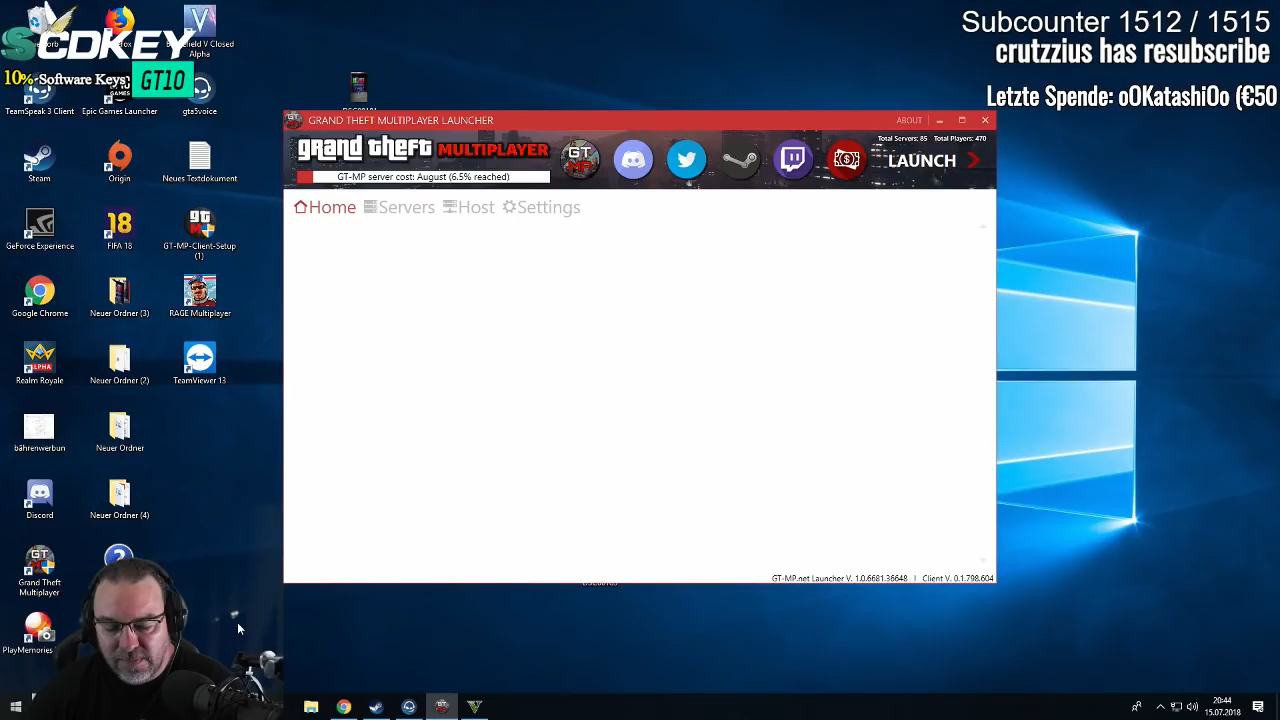 Subcounter 1512 / 1515
crutzzius has resubscribe
Letzte Spende: oOKatashiOo (€50
SCDKEY
10% Software Keys:
GT10
Alpha
TeamSpeak 3 Client
Epic Games Launcher
gta5voice
Steam
Origin
Neues Textdokument
GeForce Experience
FIFA 18
GT-MP-Client-Setup
(1)
Google Chrome
Neuer Ordner (3)
RAGE Multiplayer
Realm Royale
Neuer Ordner (2)
TeamViewer 13
bährenwerbun
Neuer Ordner
Discord
Neuer Ordner (4)
Grand Theft
Multiplayer
PlayMemories
GRAND THEFT MULTIPLAYER LAUNCHER
ABOUT
grand theft MULTIPLAYER
GT-MP server cost: August (6.5% reached)
GT
MP
Total Servers: 85 Total Players: 470
LAUNCH
Home
Servers
Host
Settings
GT-MP.net Launcher V. 1.0.6681.36648 | Client V. 0.1.798.604
20:44
15.07.2018